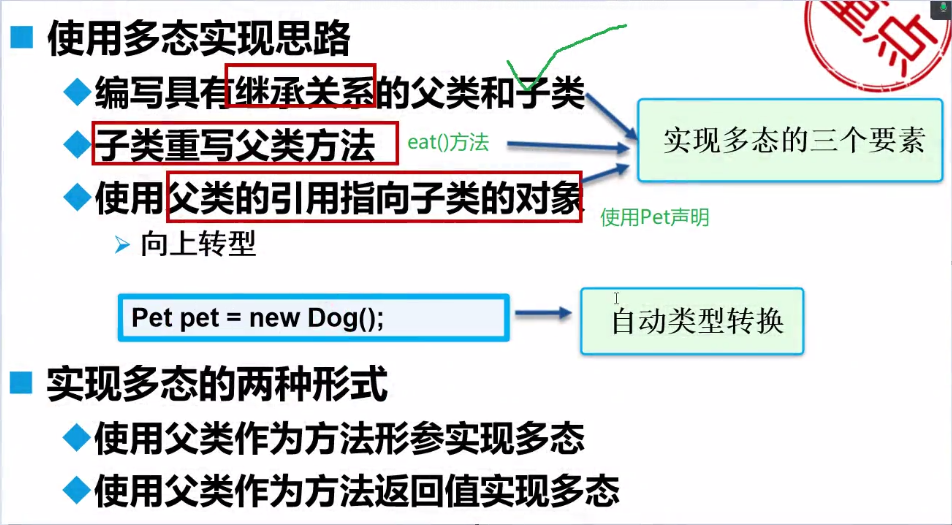 重点
使用多态实现思路
编写具有继承关系的父类和子类
子类重写父类方法
eat()方法
实现多态的三个要素
使用父类的引用指向子类的对象
使用Pet声明
向上转型
Pet pet = new Dog();
自动类型转换
实现多态的两种形式
使用父类作为方法形参实现多态
使用父类作为方法返回值实现多态